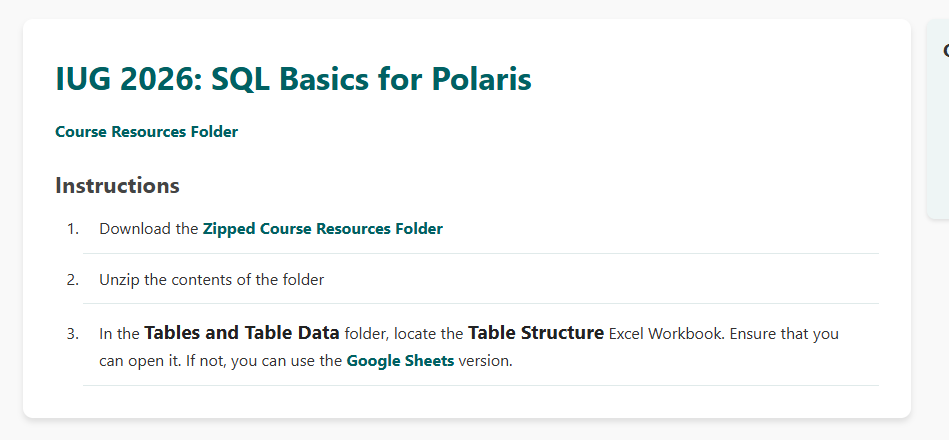 IUG 2026: SQL Basics for Polaris
Course Resources Folder
Instructions
1. Download the Zipped Course Resources Folder
2. Unzip the contents of the folder
3. In the Tables and Table Data folder, locate the Table Structure Excel Workbook. Ensure that you
can open it. If not, you can use the Google Sheets version.